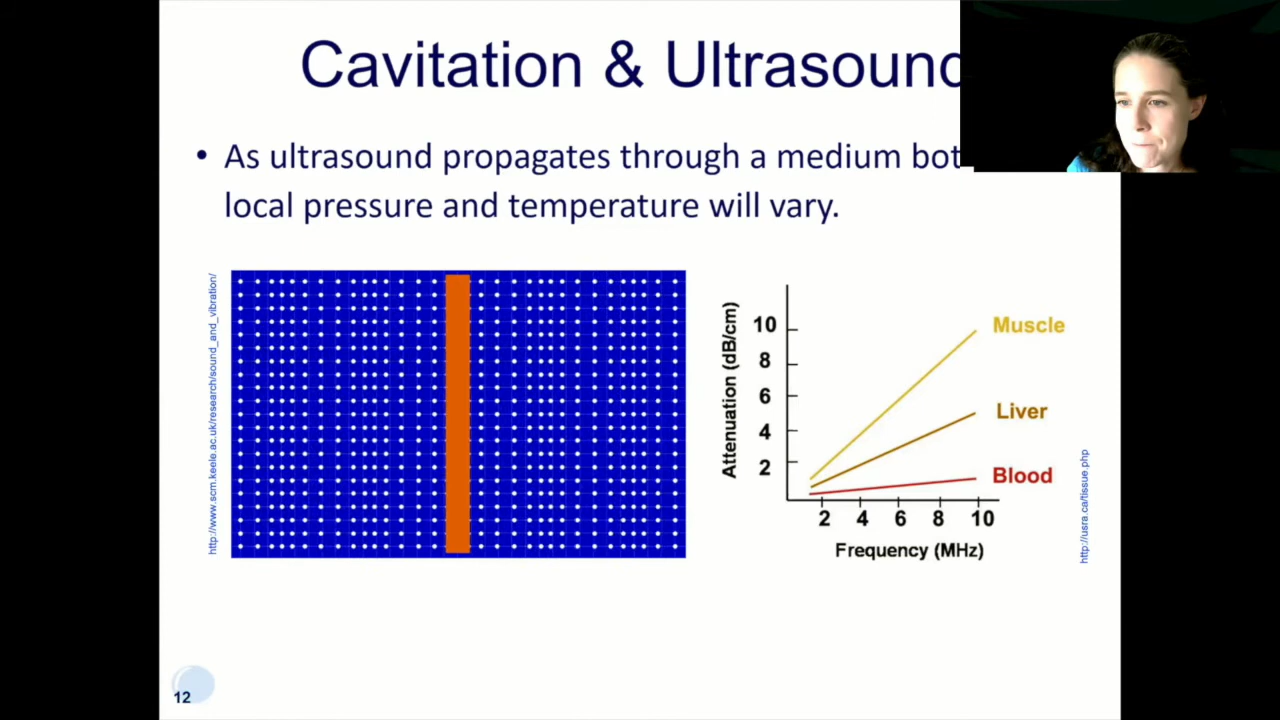 Cavitation & Ultrasound
• As ultrasound propagates through a medium bot
local pressure and temperature will vary.
http://www.scm.keele.ac.uk/research/sound_and_vibration/
Attenuation (dB/cm)
10
8
6
4
2
Muscle
Liver
Blood
2 4 6 8 10
Frequency (MHz)
http://usra.ca/tissue.php
12